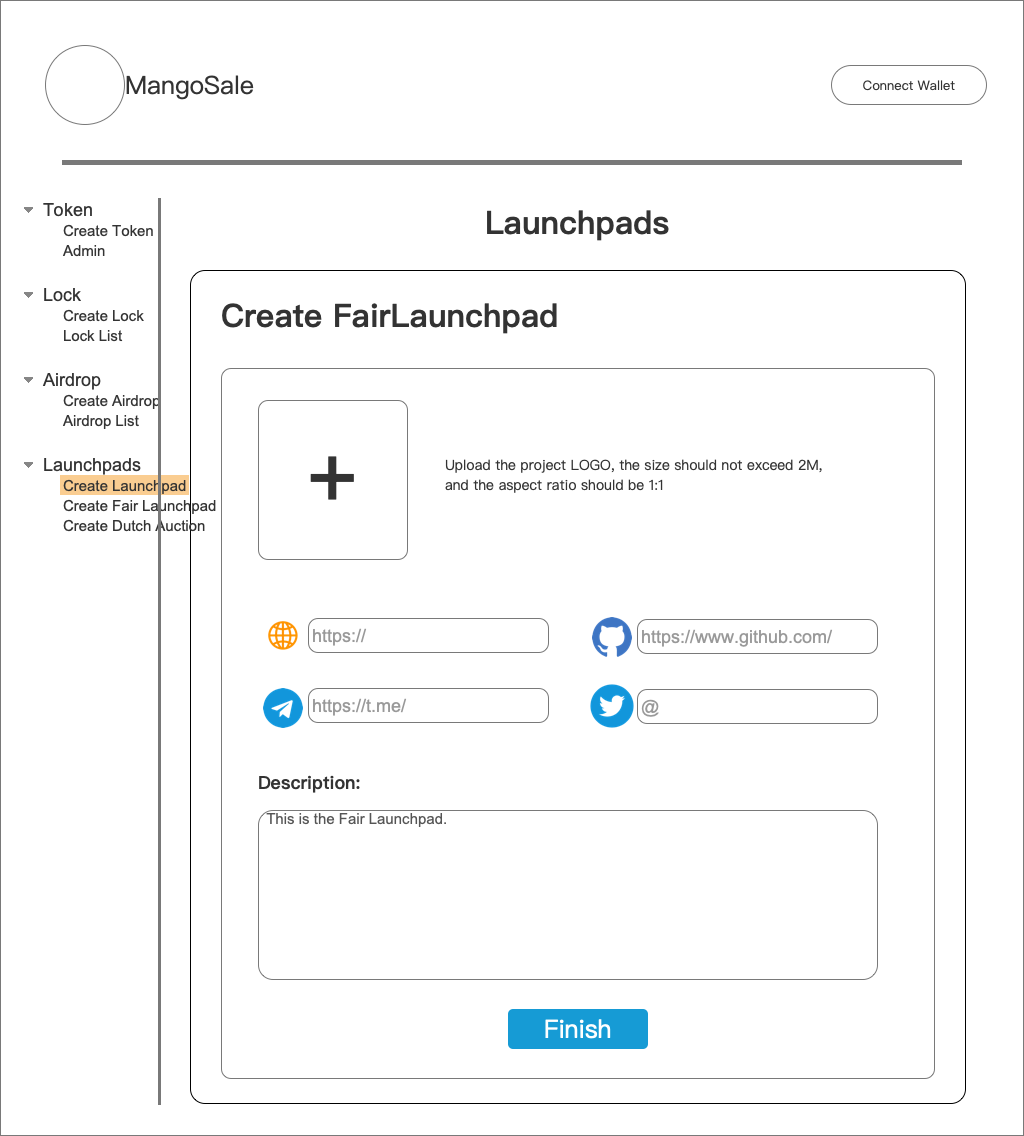 MangoSale
Connect Wallet
Token
Create Token
Admin
Lock
Create Lock
Lock List
Airdrop
Create Airdrop
Airdrop List
Launchpads
Create Launchpad
Create Fair Launchpad
Create Dutch Auction
Launchpads
Create FairLaunchpad
Upload the project LOGO, the size should not exceed 2M,
and the aspect ratio should be 1:1
https://
https://www.github.com/
https://t.me/
@
Description:
This is the Fair Launchpad.
Finish